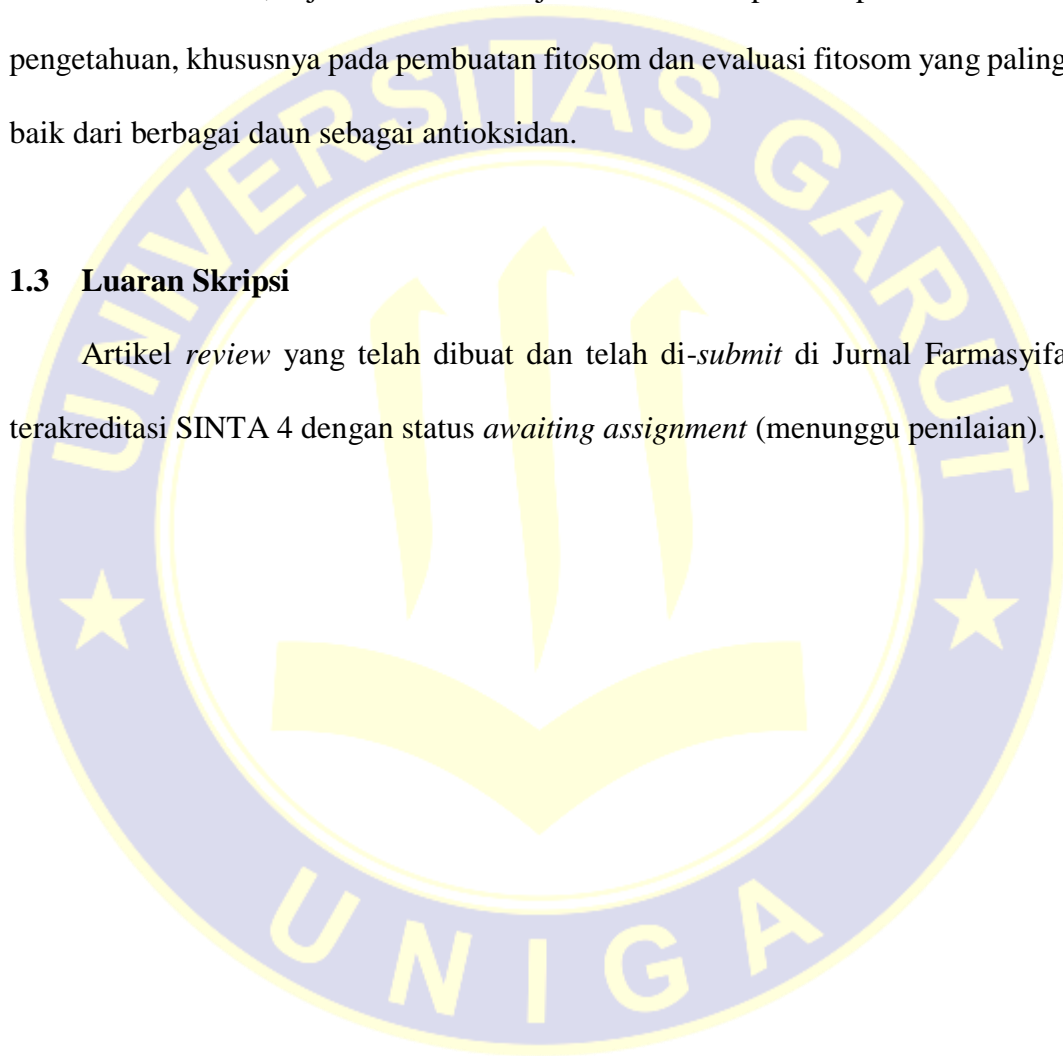 pengetahuan, khususnya pada pembuatan fitosom dan evaluasi fitosom yang paling
baik dari berbagai daun sebagai antioksidan.
1.3 Luaran Skripsi
Artikel review yang telah dibuat dan telah di-submit di Jurnal Farmasyifa
terakreditasi SINTA 4 dengan status awaiting assignment (menunggu penilaian).
UNIVERSITAS GARUT
UNIGA